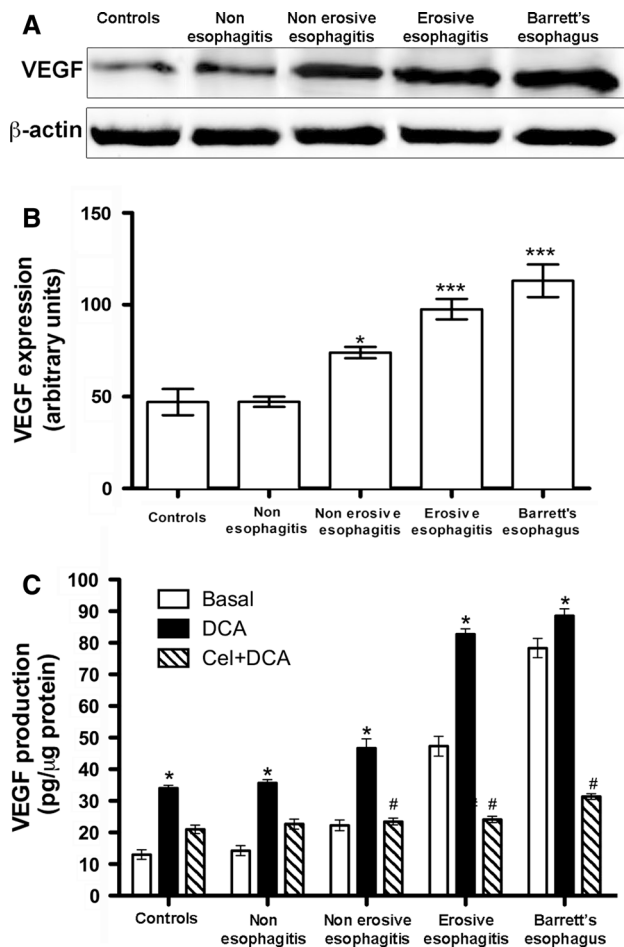 A
Controls
Non esophagitis
Non erosive esophagitis
Erosive esophagitis
Barrett's esophagus
VEGF
β-actin
B
VEGF expression
(arbitrary units)
150
100
50
0
*
***
***
Controls
Non esophagitis
Non erosive esophagitis
Erosive esophagitis
Barrett's esophagus
C
VEGF production
(pg/µg protein)
100
90
80
70
60
50
40
30
20
10
0
Basal
DCA
Cel+DCA
*
*
*
#
*
#
*
#
Controls
Non esophagitis
Non erosive esophagitis
Erosive esophagitis
Barrett's esophagus